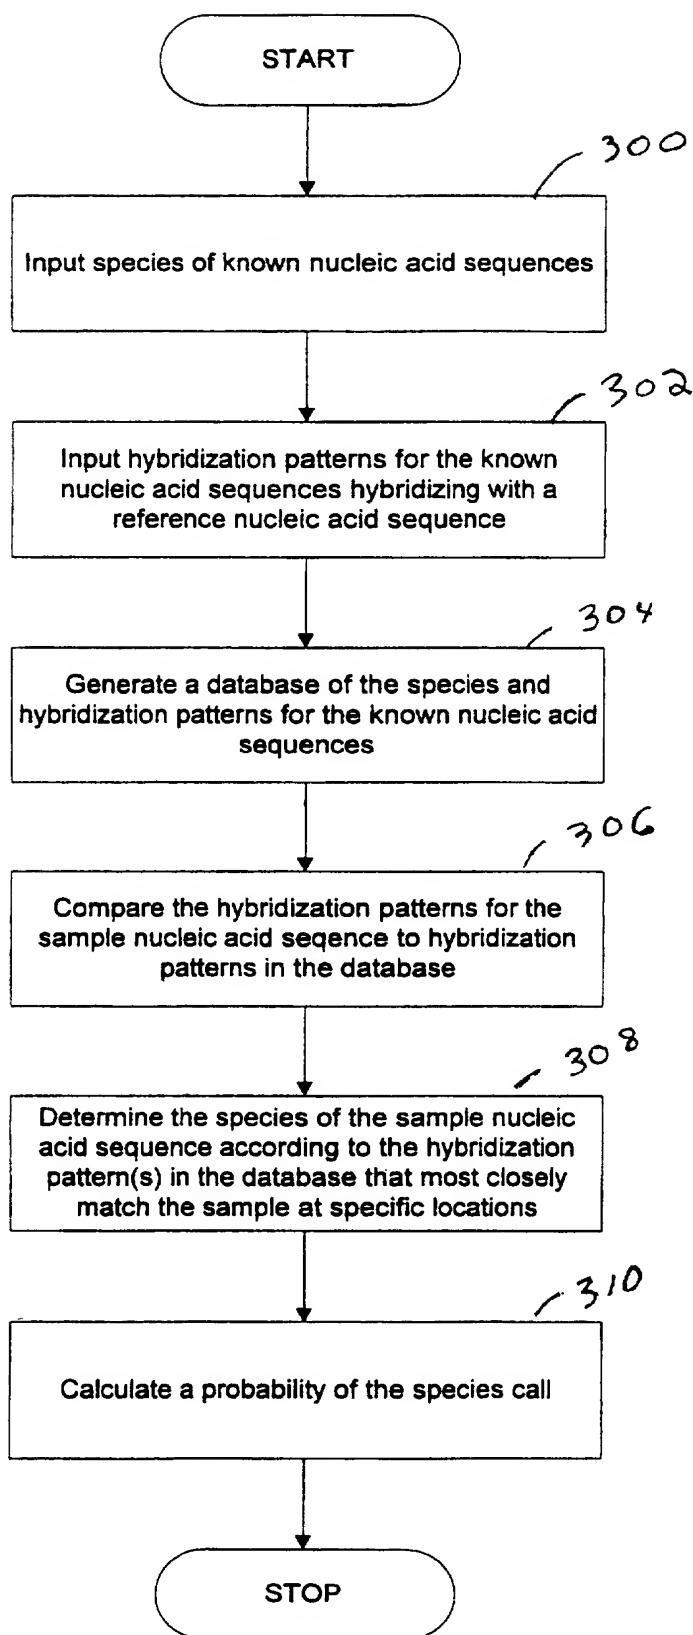 START
300
Input species of known nucleic acid sequences
302
Input hybridization patterns for the known
nucleic acid sequences hybridizing with a
reference nucleic acid sequence
304
Generate a database of the species and
hybridization patterns for the known nucleic acid
sequences
306
Compare the hybridization patterns for the
sample nucleic acid seqence to hybridization
patterns in the database
308
Determine the species of the sample nucleic
acid sequence according to the hybridization
pattern(s) in the database that most closely
match the sample at specific locations
310
Calculate a probability of the species call
STOP